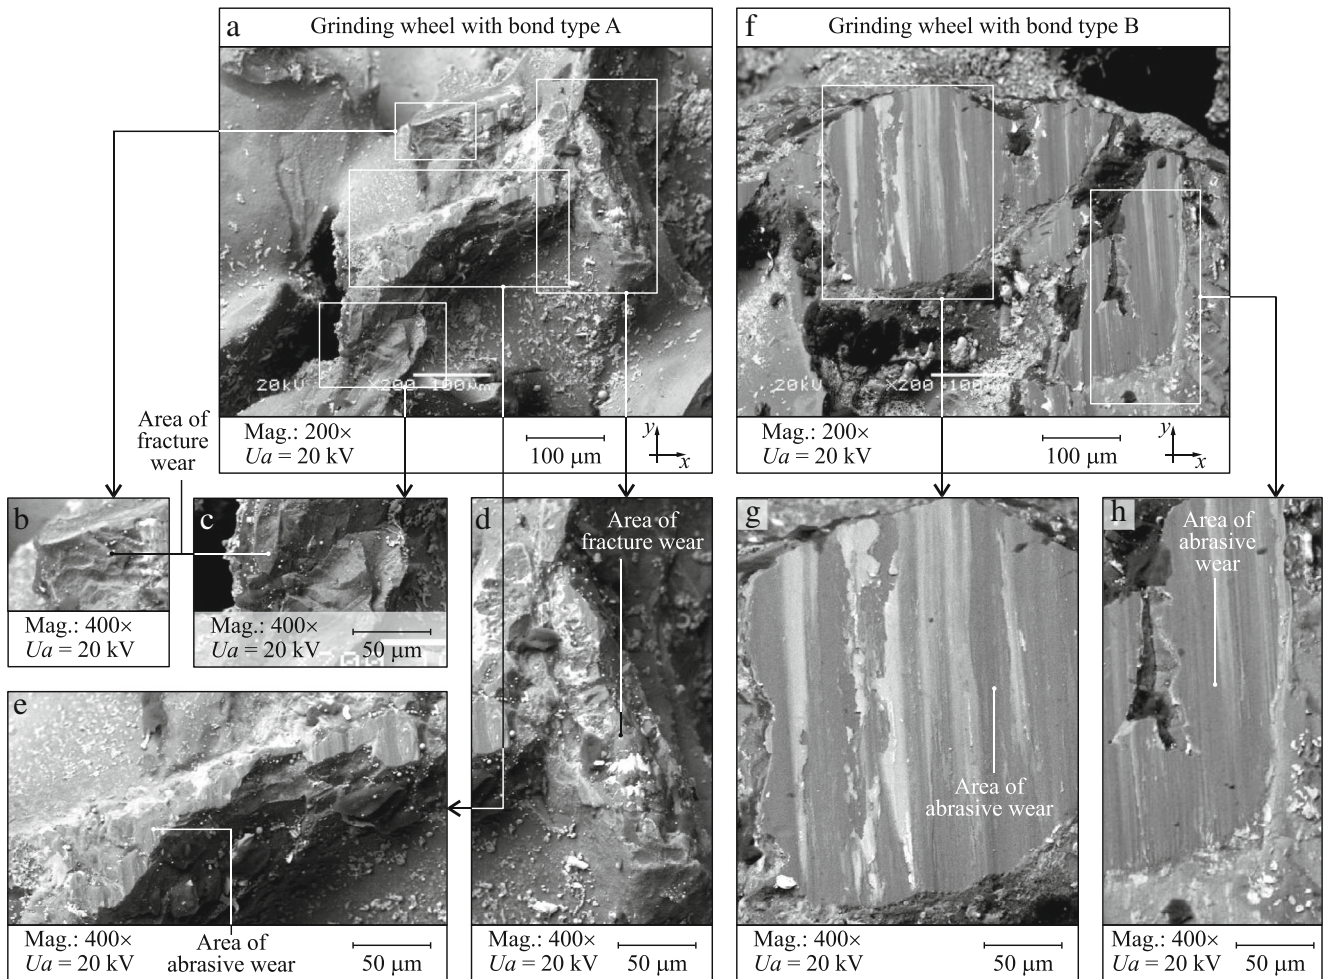 a
Grinding wheel with bond type A
20kV ×200 100μm
Mag.: 200×
Ua = 20 kV
100 μm
y
x
f
Grinding wheel with bond type B
20kV ×200 100μm
Mag.: 200×
Ua = 20 kV
100 μm
y
x
Area of
fracture
wear
b
Mag.: 400×
Ua = 20 kV
c
Mag.: 400×
Ua = 20 kV
50 μm
d
Area of
fracture wear
Mag.: 400×
Ua = 20 kV
50 μm
e
Mag.: 400×
Ua = 20 kV
Area of
abrasive wear
50 μm
g
Area of
abrasive wear
Mag.: 400×
Ua = 20 kV
50 μm
h
Area of
abrasive
wear
Mag.: 400×
Ua = 20 kV
50 μm